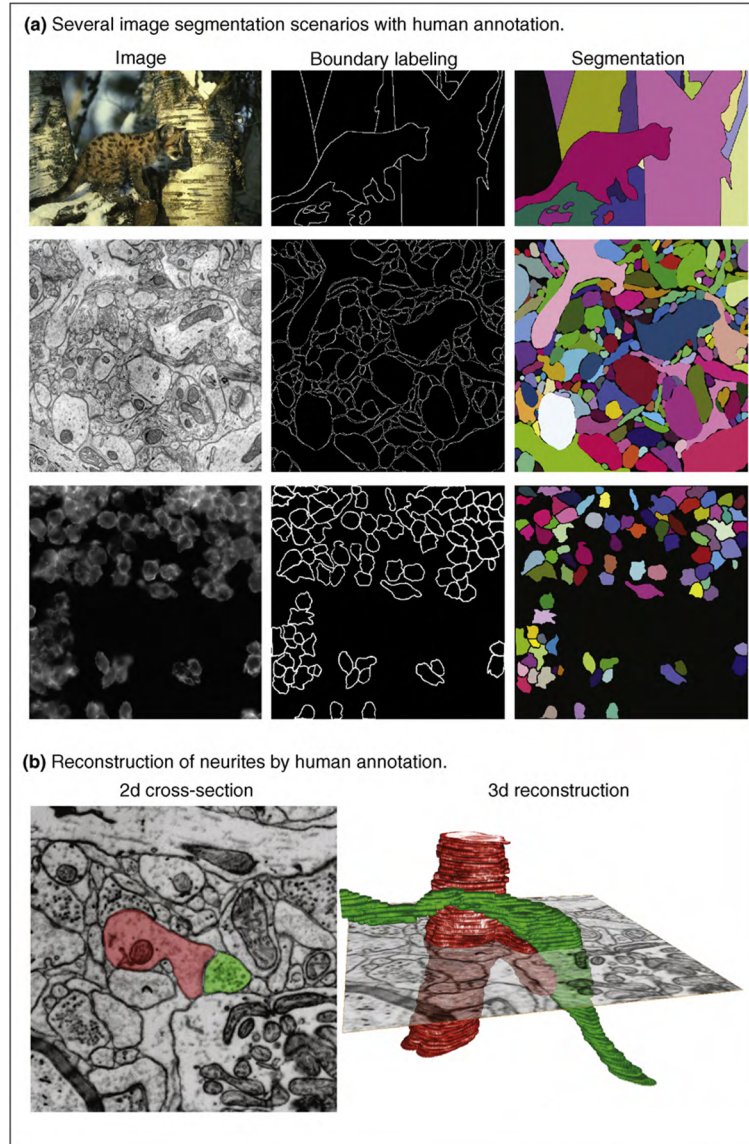 (a) Several image segmentation scenarios with human annotation.
Image Boundary labeling Segmentation
(b) Reconstruction of neurites by human annotation.
2d cross-section 3d reconstruction